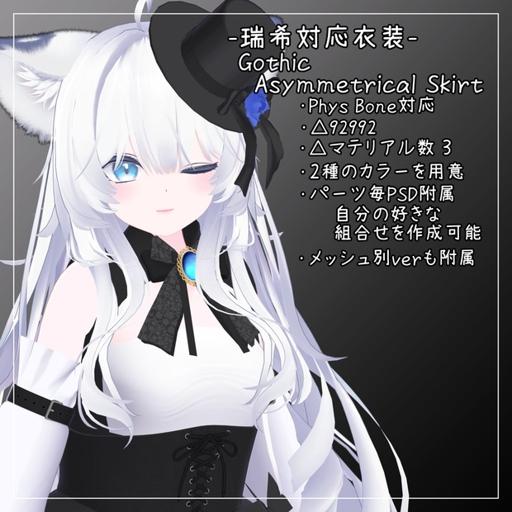 -瑞希対応衣装-
Gothic
Asymmetrical Skirt
・Phys Bone対応
・△92992
・△マテリアル数 3
・2種のカラーを用意
・パーツ毎PSD附属
自分の好きな
組合せを作成可能
・メッシュ別verも附属